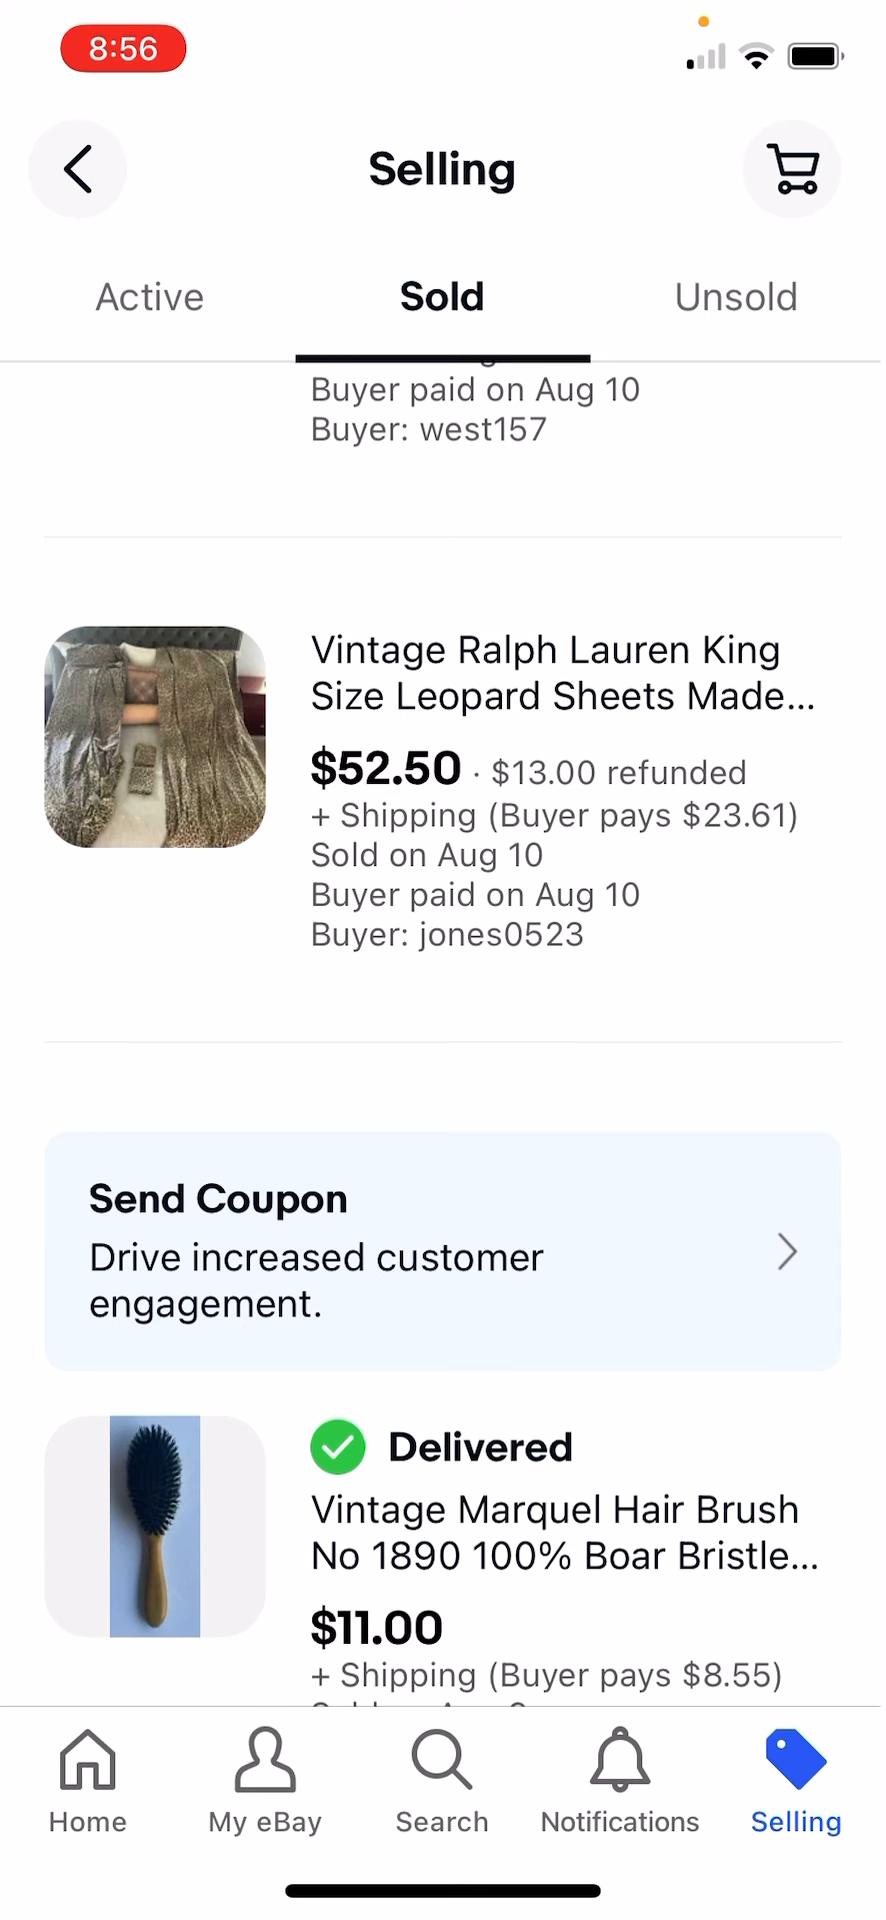 8:56
Selling
Active
Sold
Unsold
Buyer paid on Aug 10
Buyer: west157
Vintage Ralph Lauren King
Size Leopard Sheets Made...
$52.50 · $13.00 refunded
+ Shipping (Buyer pays $23.61)
Sold on Aug 10
Buyer paid on Aug 10
Buyer: jones0523
Send Coupon
Drive increased customer
engagement.
Delivered
Vintage Marquel Hair Brush
No 1890 100% Boar Bristle...
$11.00
+ Shipping (Buyer pays $8.55)
Home
My eBay
Search
Notifications
Selling